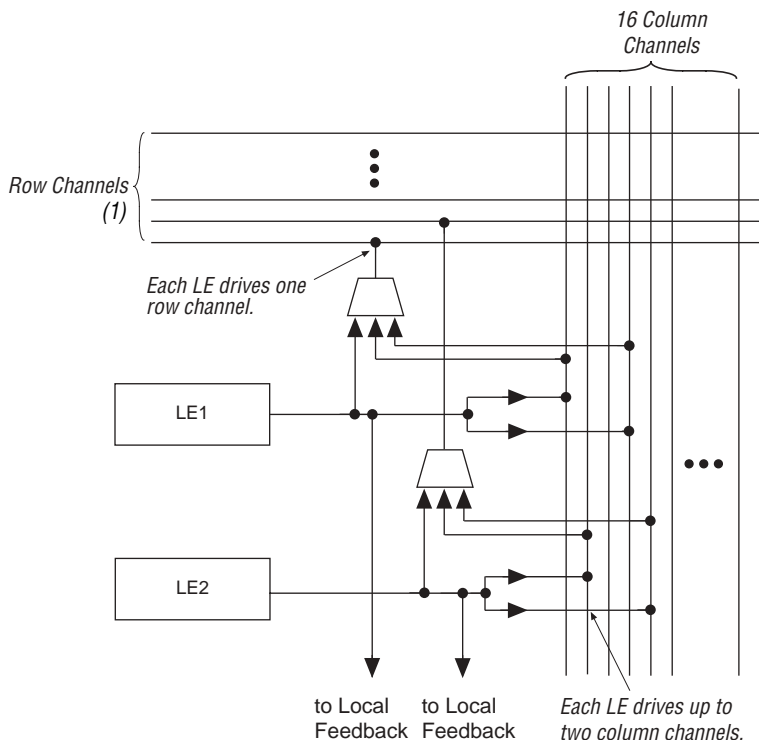 16 Column
Channels
Row Channels
(1)
Each LE drives one
row channel.
LE1
LE2
to Local
Feedback
to Local
Feedback
Each LE drives up to
two column channels.